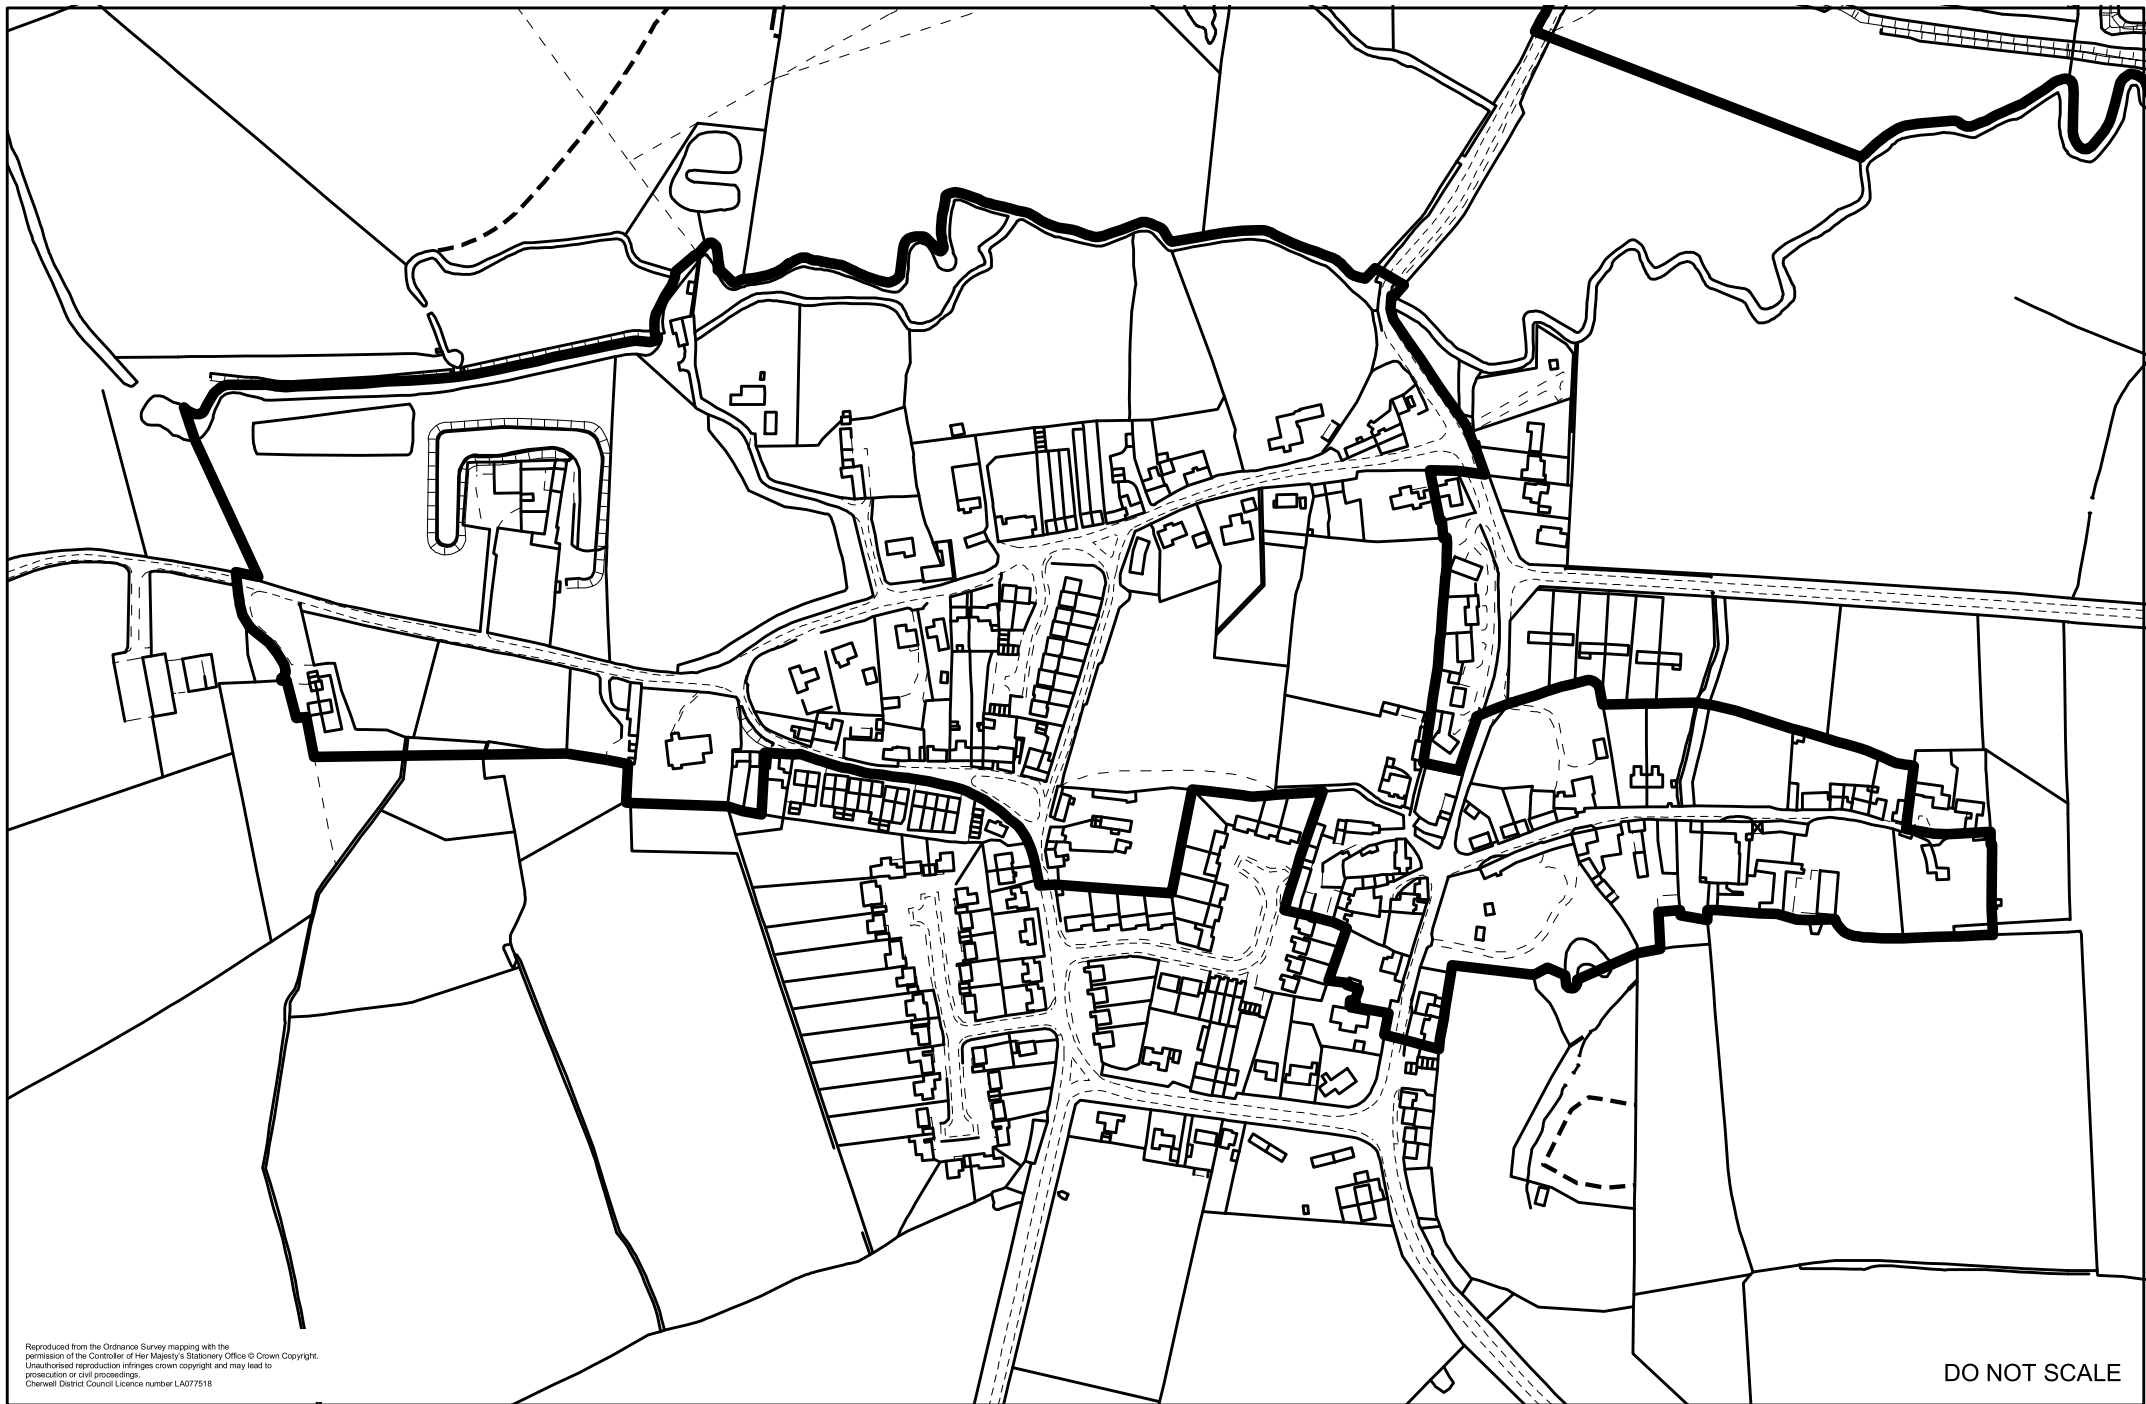 Reproduced from the Ordnance Survey mapping with the
permission of the Controller of Her Majesty's Stationery Office © Crown Copyright.
Unauthorised reproduction infringes crown copyright and may lead to
prosecution or civil proceedings.
Cherwell District Council Licence number LA077518
DO NOT SCALE